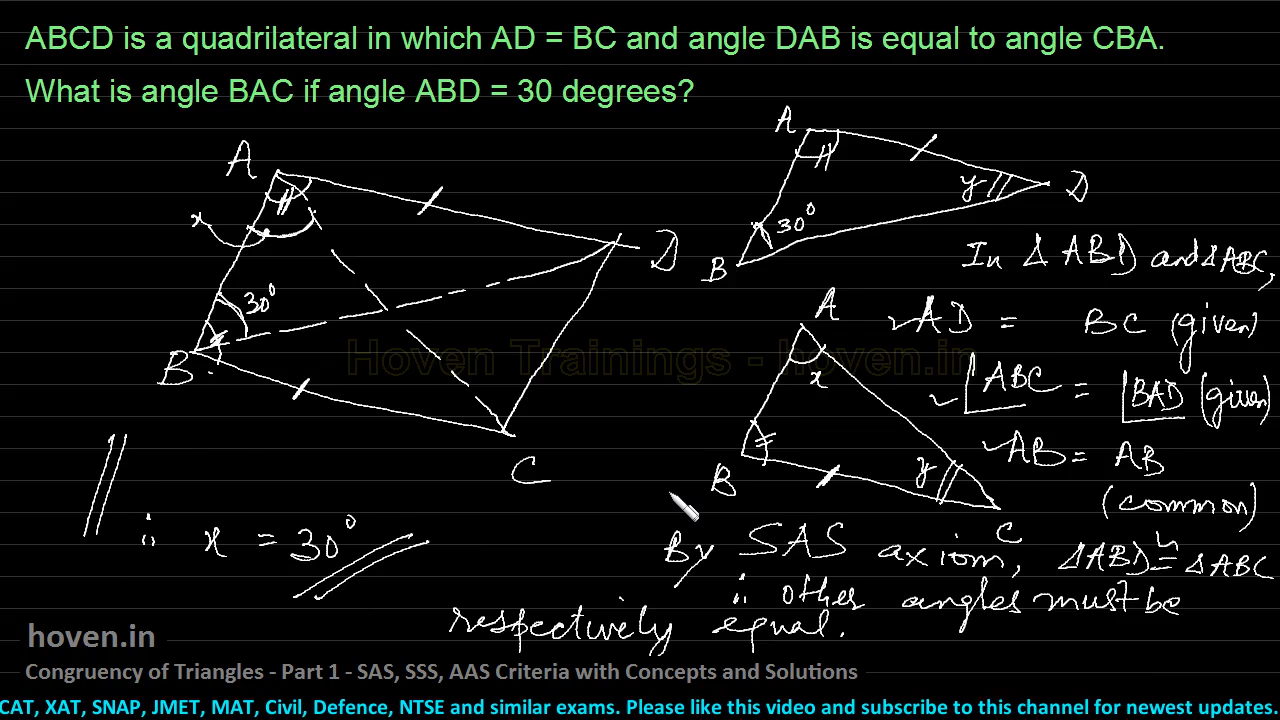 ABCD is a quadrilateral in which AD = BC and angle DAB is equal to angle CBA.
What is angle BAC if angle ABD = 30 degrees?
A
x
30°
B
D
C
A
30°
y
D
B
In Δ ABD and Δ ABC,
A
x
B
y
C
AD = BC (given)
∠ABC = ∠BAD (given)
AB = AB
(common)
By SAS axiom, ΔABD ≅ ΔABC
∴ other angles must be
respectively equal.
∴ x = 30°
Hoven Trainings - hoven.in
hoven.in
Congruency of Triangles - Part 1 - SAS, SSS, AAS Criteria with Concepts and Solutions
CAT, XAT, SNAP, JMET, MAT, Civil, Defence, NTSE and similar exams. Please like this video and subscribe to this channel for newest updates.